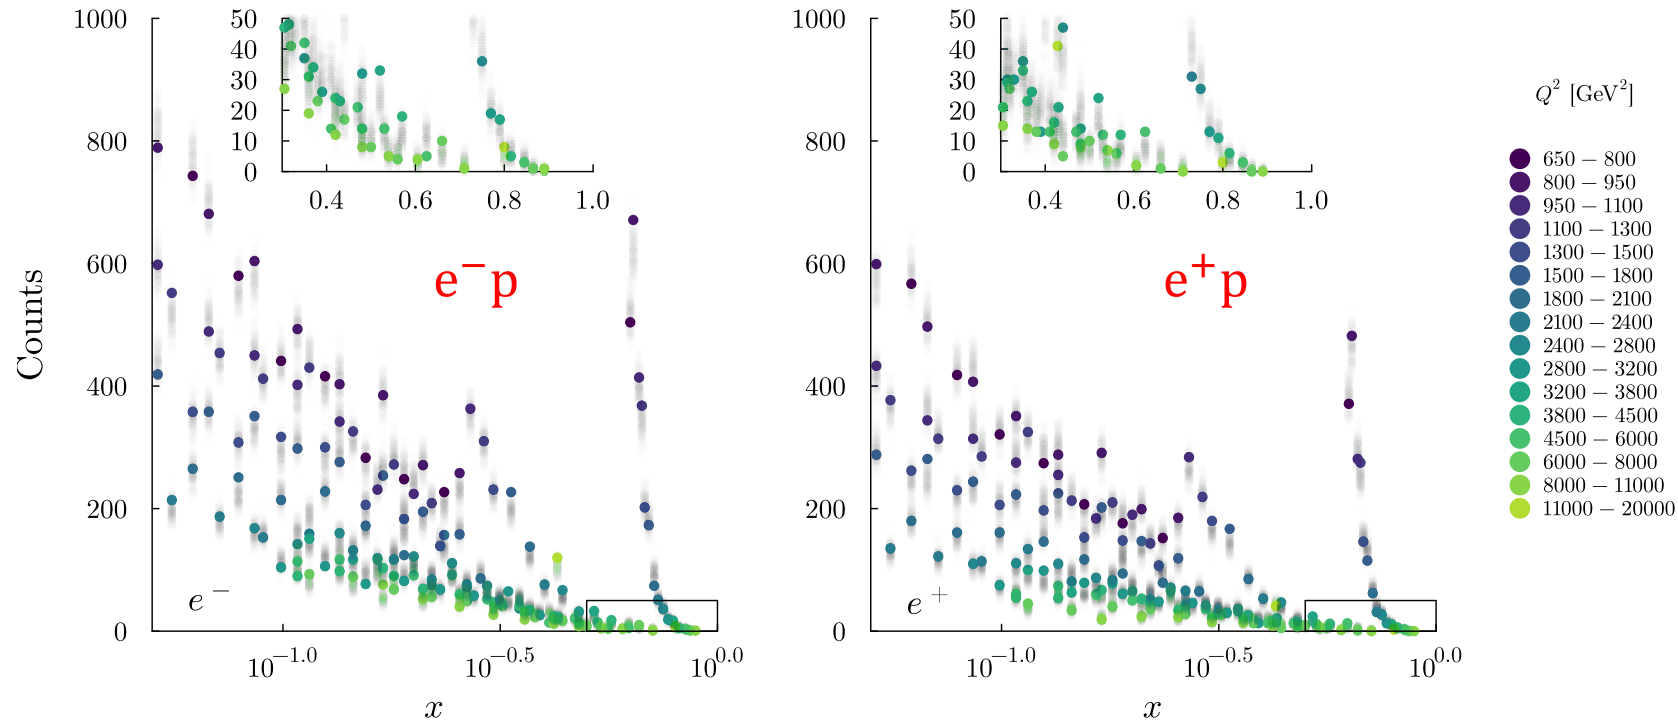 Counts
1000
800
600
400
200
0
50
40
30
20
10
0
0.4 0.6 0.8 1.0
e⁻p
e⁻
10⁻¹·⁰ 10⁻⁰·⁵ 10⁰·⁰
x
1000
800
600
400
200
0
50
40
30
20
10
0
0.4 0.6 0.8 1.0
e⁺p
e⁺
10⁻¹·⁰ 10⁻⁰·⁵ 10⁰·⁰
x
Q² [GeV²]
650 − 800
800 − 950
950 − 1100
1100 − 1300
1300 − 1500
1500 − 1800
1800 − 2100
2100 − 2400
2400 − 2800
2800 − 3200
3200 − 3800
3800 − 4500
4500 − 6000
6000 − 8000
8000 − 11000
11000 − 20000